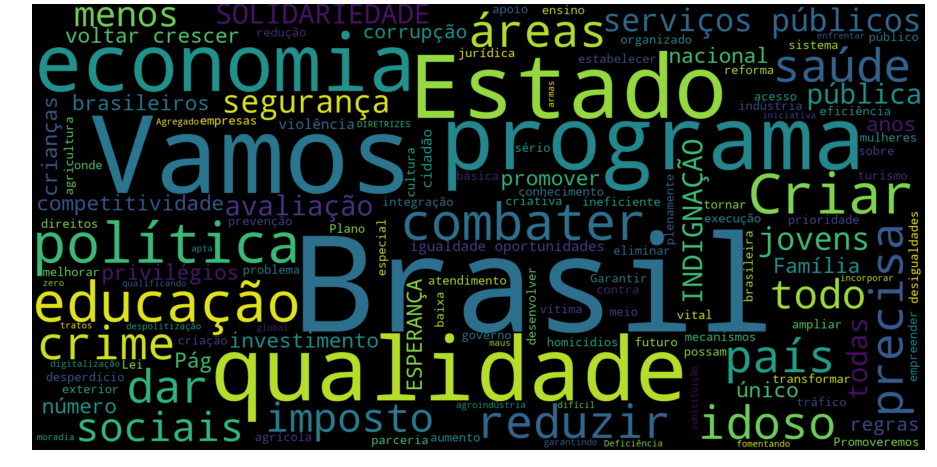 menos
SOLIDARIEDADE
apoio
ensino
serviços públicos
voltar crescer
redução
corrupção
áreas
organizado
enfrentar
público
jurídica
estabelecer
nacional
sistema
economia
Estado
reforma
saúde
brasileiros
segurança
armas
acesso
pública
indústria
eficiência
iniciativa
Agregado
empresas
violência
DIRETRIZES
crianças
agricultura
onde
Vamos
programa
anos
mulheres
sobre
cultura
cidadão
sério
básica
promover
INDIGNAÇÃO
plenamente
Criar
turismo
competitividade
avaliação
integração
conhecimento
criativa
ineficiente
tornar
execução
prioridade
direitos
prevenção
Plano
especial
combater
precisa
desigualdades
política
apta
igualdade oportunidades
eliminar
brasileira
jovens
melhorar
privilégios
problema
ESPERANÇA
atendimento
Brasil
Garantir
contra
Família
incorporar
zero
qualificando
baixa
desenvolver
vítima
meio
vital
todo
educação
tratos
despolitização
global
governo
maus
homicídios
futuro
mecanismos
possam
ampliar
empreender
crime
criação
investimento
digitalização
Lei
Pág
qualidade
país
todas
desperdício
exterior
dar
substituição
transformar
único
tráfico
número
imposto
agroindústria
difícil
reduzir
idoso
regras
moradia
sociais
agrícola
parceria
aumento
garantindo
Deficiência
fomentando
Promoveremos